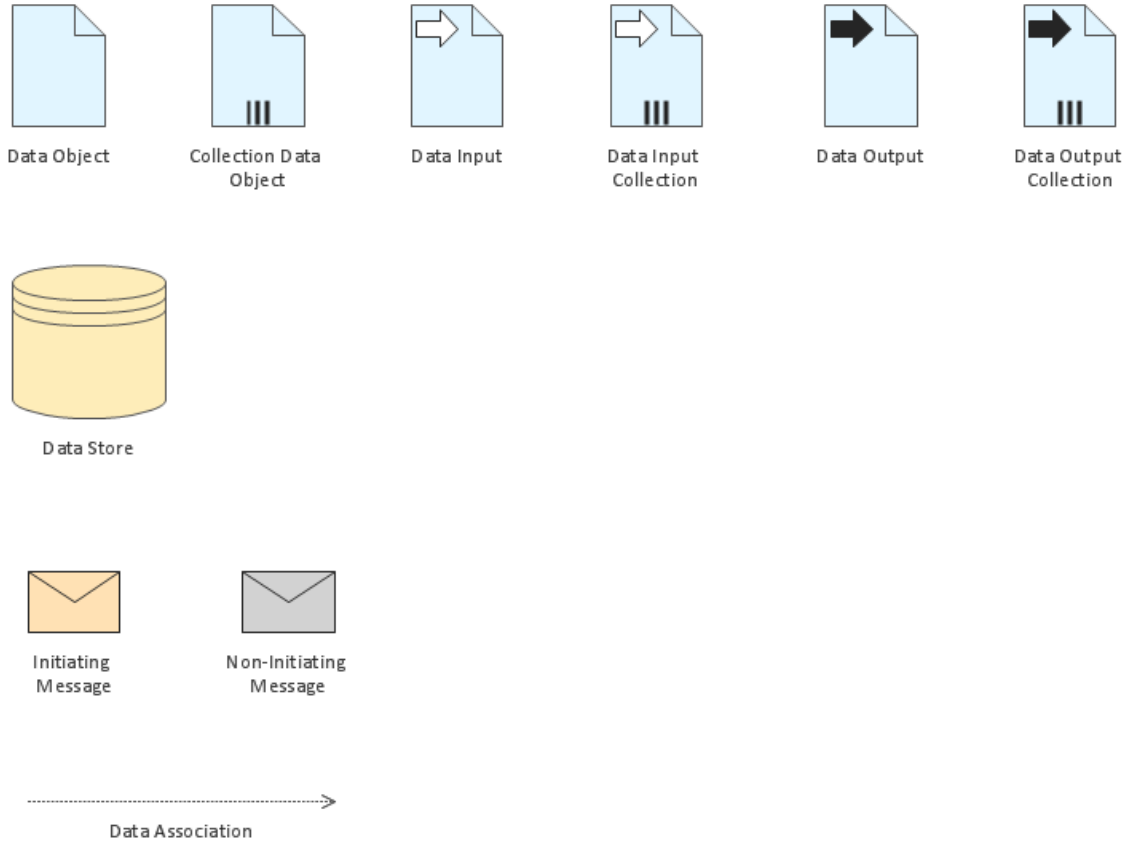 Data Object
Collection Data
Object
Data Input
Data Input
Collection
Data Output
Data Output
Collection
Data Store
Initiating
Message
Non-Initiating
Message
Data Association